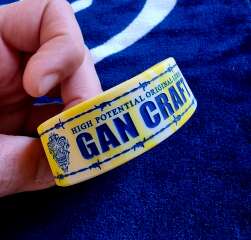 HIGH POTENTIAL ORIGINAL
GAN CRAFT